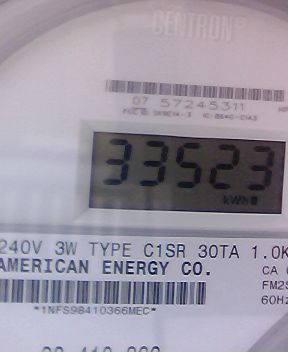 CENTRON®
07 57245311
33523
kWh
240V 3W TYPE C1SR 30TA 1.0K
AMERICAN ENERGY CO.
CA
FM2S
60Hz
*1NFS98410366MEC*